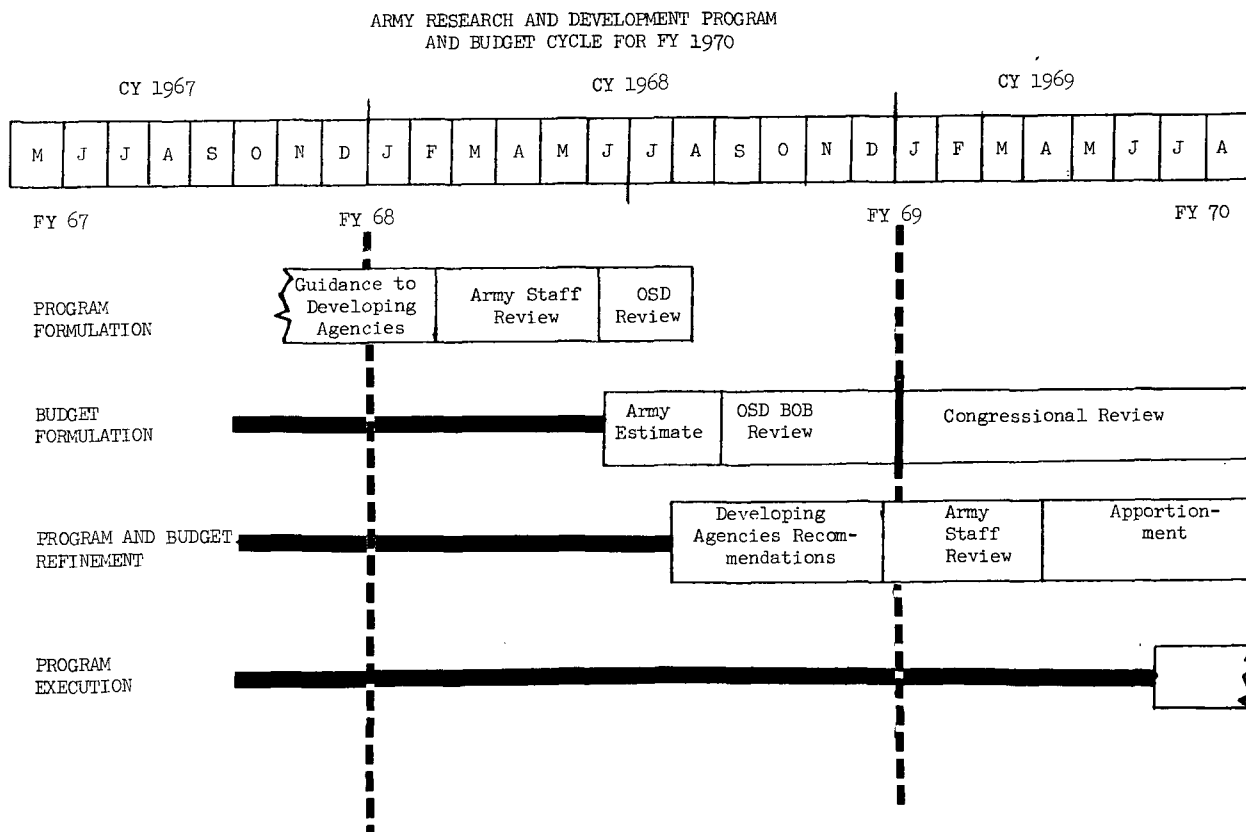 ARMY RESEARCH AND DEVELOPMENT PROGRAM
AND BUDGET CYCLE FOR FY 1970
CY 1967 CY 1968 CY 1969
M J J A S O N D J F M A M J J A S O N D J F M A M J J A
FY 67 FY 68 FY 69 FY 70
PROGRAM
FORMULATION
Guidance to
Developing
Agencies
Army Staff
Review
OSD
Review
BUDGET
FORMULATION
Army
Estimate
OSD BOB
Review
Congressional Review
PROGRAM AND BUDGET
REFINEMENT
Developing
Agencies Recom-
mendations
Army
Staff
Review
Apportion-
ment
PROGRAM
EXECUTION